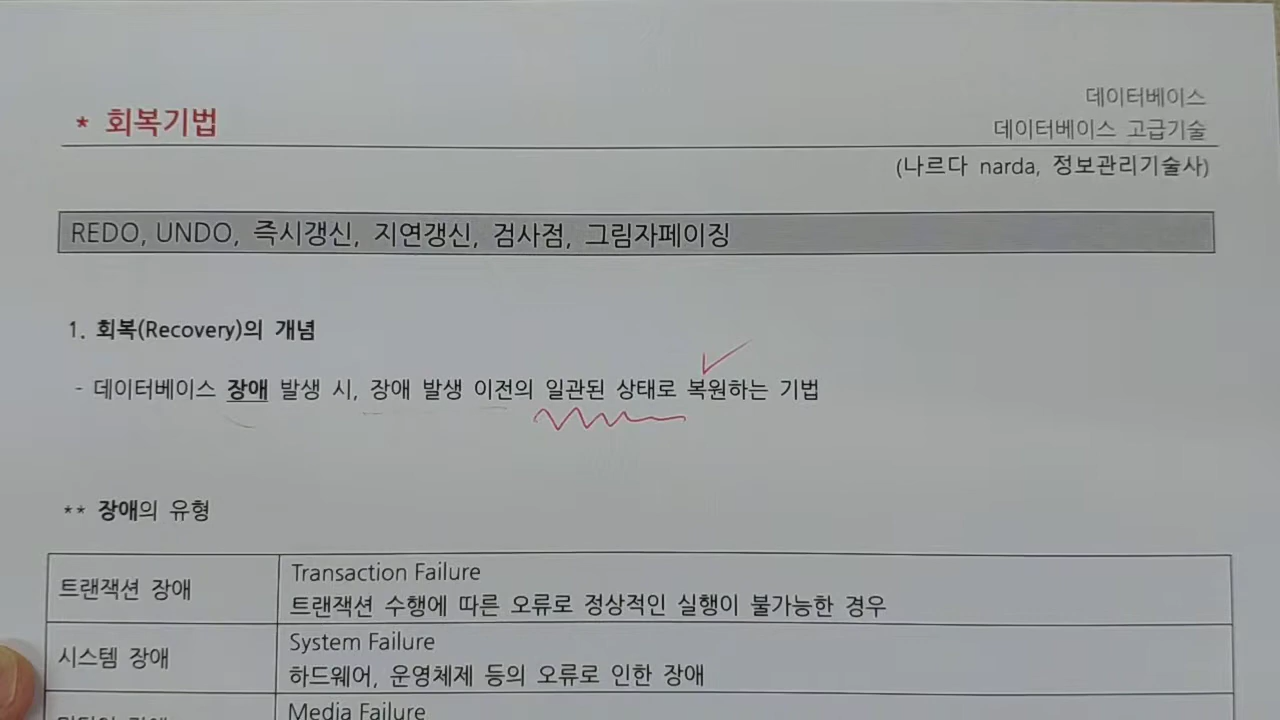 * 회복기법
데이터베이스
데이터베이스 고급기술
(나르다 narda, 정보관리기술사)
REDO, UNDO, 즉시갱신, 지연갱신, 검사점, 그림자페이징
1. 회복(Recovery)의 개념
- 데이터베이스 장애 발생 시, 장애 발생 이전의 일관된 상태로 복원하는 기법
** 장애의 유형
트랜잭션 장애
Transaction Failure
트랜잭션 수행에 따른 오류로 정상적인 실행이 불가능한 경우
시스템 장애
System Failure
하드웨어, 운영체제 등의 오류로 인한 장애
Media Failure